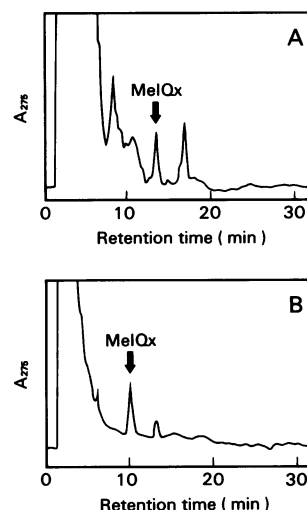 A
MeIQx
A275
0 10 20 30
Retention time ( min )
B
MeIQx
A275
0 10 20 30
Retention time ( min )